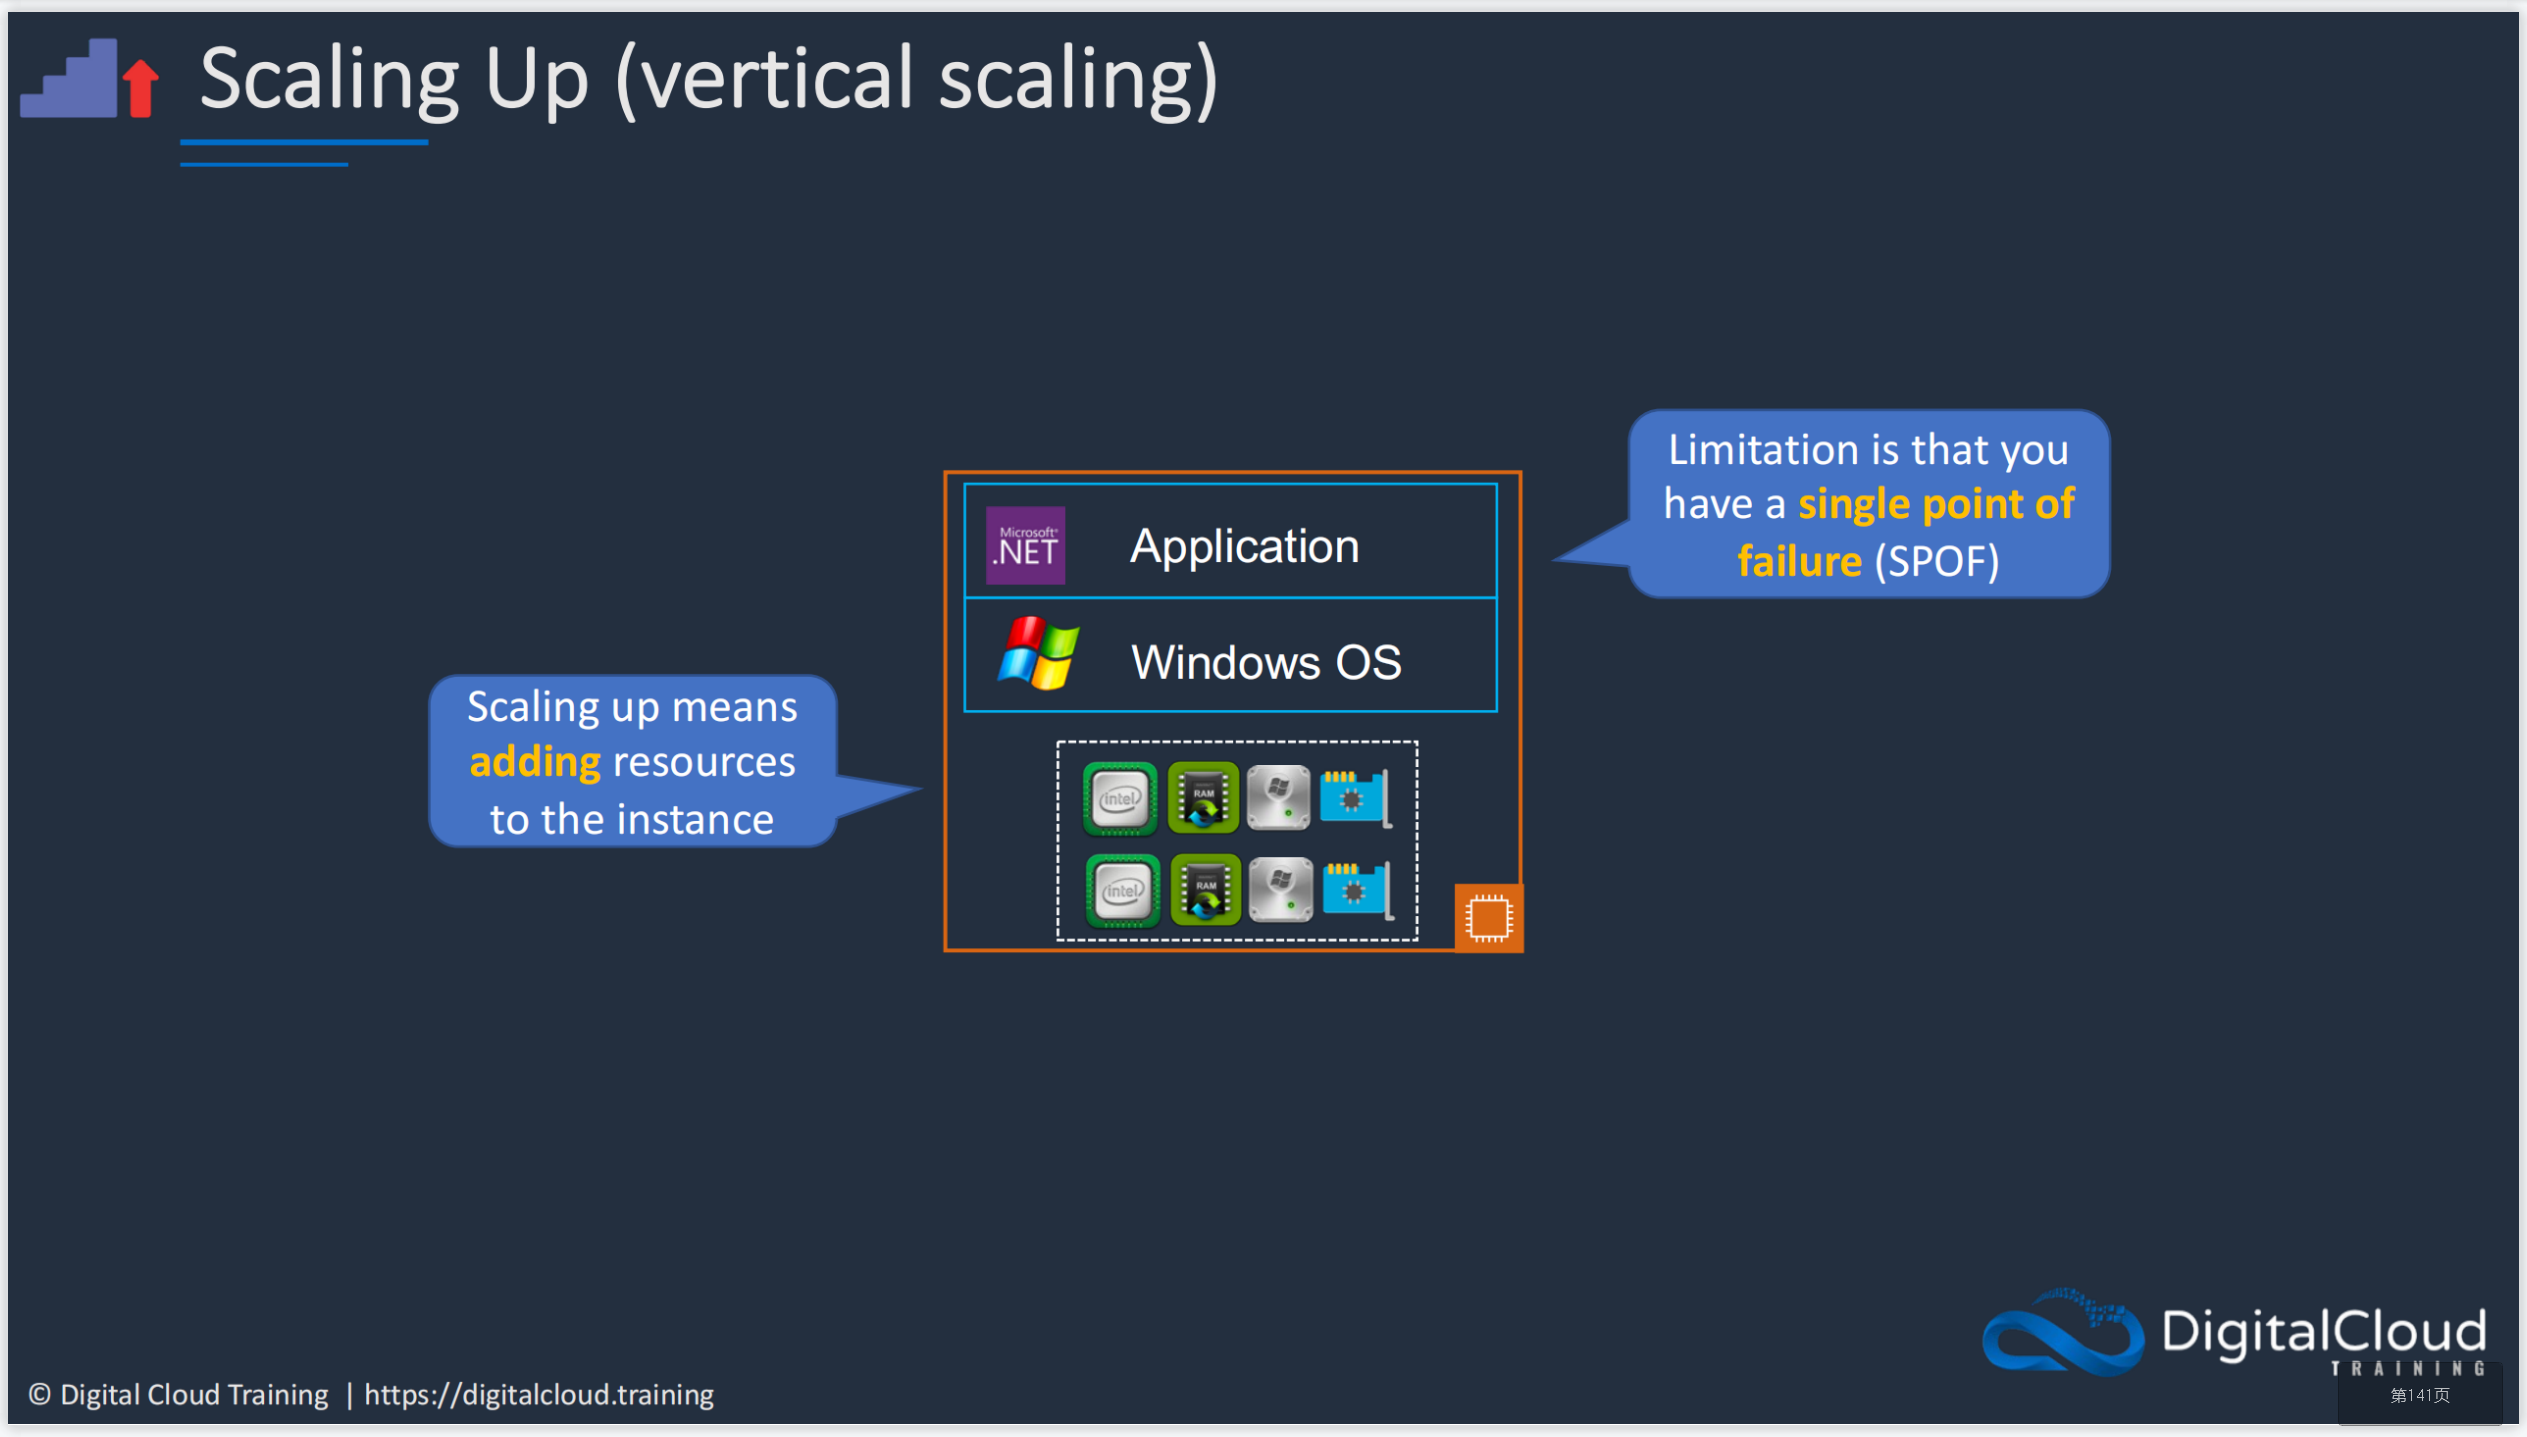 Scaling Up (vertical scaling)
Limitation is that you
have a single point of
failure (SPOF)
Microsoft®
.NET
Application
Windows OS
Scaling up means
adding resources
to the instance
intel
RAM
intel
RAM
DigitalCloud
TRAINING
© Digital Cloud Training | https://digitalcloud.training
第141页